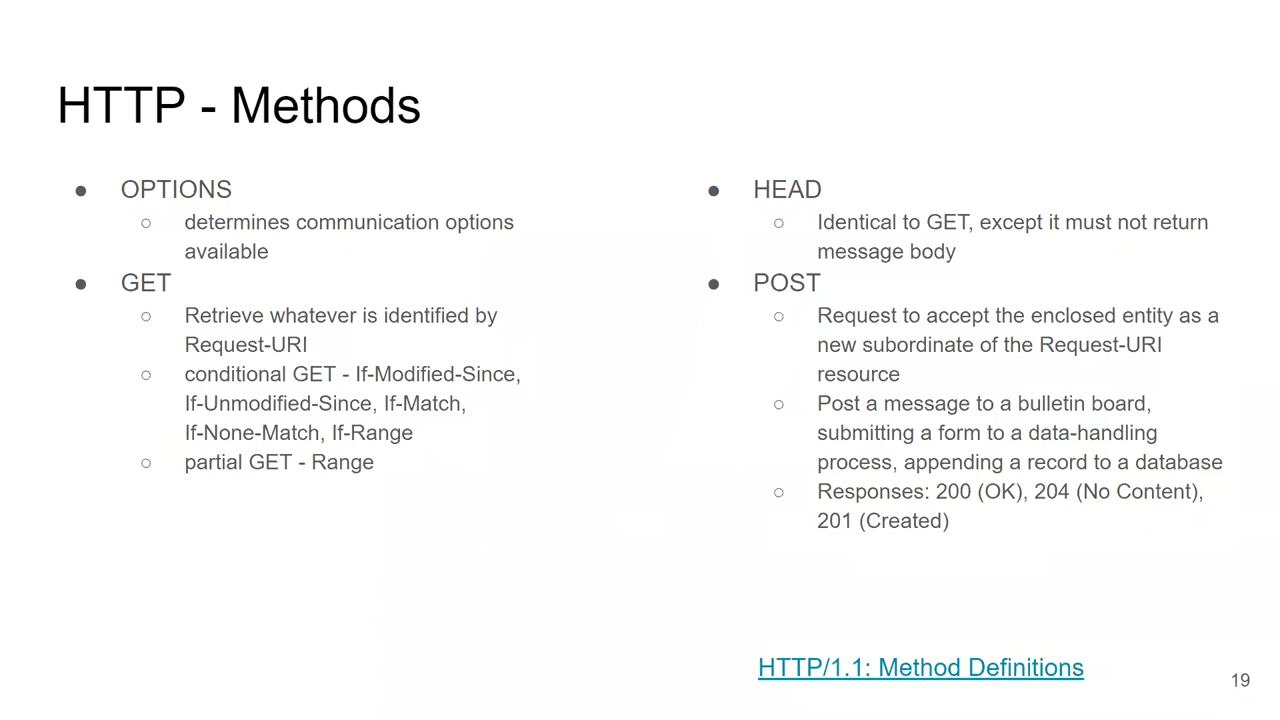 HTTP - Methods
● OPTIONS
○ determines communication options
available
● GET
○ Retrieve whatever is identified by
Request-URI
○ conditional GET - If-Modified-Since,
If-Unmodified-Since, If-Match,
If-None-Match, If-Range
○ partial GET - Range
● HEAD
○ Identical to GET, except it must not return
message body
● POST
○ Request to accept the enclosed entity as a
new subordinate of the Request-URI
resource
○ Post a message to a bulletin board,
submitting a form to a data-handling
process, appending a record to a database
○ Responses: 200 (OK), 204 (No Content),
201 (Created)
HTTP/1.1: Method Definitions
19